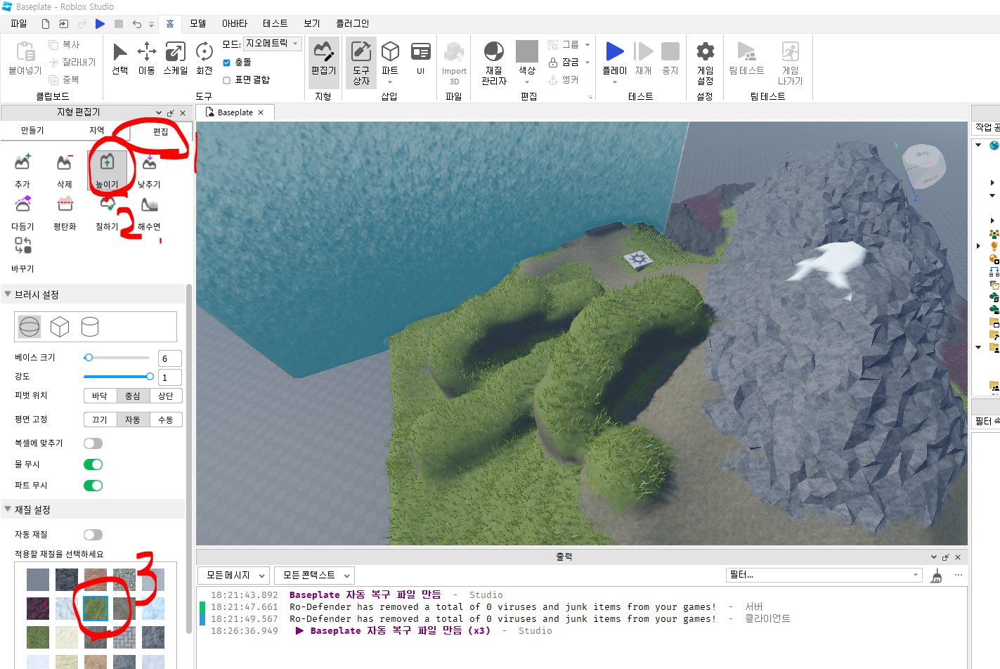 Baseplate - Roblox Studio
파일 홈 모델 아바타 테스트 보기 플러그인
붙여넣기 복사 잘라내기 중복
클립보드
선택 이동 스케일 회전
모드: 지오메트릭
충돌
표면 결합
도구
편집기
지형
도구 상자 파트 UI
삽입
Import 3D
파일
재질 관리자 색상 그룹 잠금 앵커
편집
플레이 재개 중지
테스트
게임 설정
설정
팀 테스트 게임 나가기
팀 테스트
지형 편집기
만들기 지역 편집
1
추가 삭제 높이기 낮추기
다듬기 평탄화 칠하기 해수면
2
바꾸기
브러시 설정
베이스 크기 6
강도 1
피벗 위치 바닥 중심 상단
평면 고정 끄기 자동 수동
복셀에 맞추기
물 무시
파트 무시
재질 설정
자동 재질
적용할 재질을 선택하세요
3
Baseplate
Top
Y
Z
작업 공
필터 속
출력
모든 메시지 모든 콘텍스트 필터...
18:21:43.892 Baseplate 자동 복구 파일 만듬 - Studio
18:21:47.661 Ro-Defender has removed a total of 0 viruses and junk items from your games! - 서버
18:21:49.567 Ro-Defender has removed a total of 0 viruses and junk items from your games! - 클라이언트
18:26:36.949 Baseplate 자동 복구 파일 만듬 (x3) - Studio